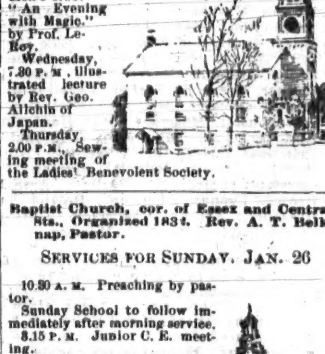 "An Evening
with Magic."
by Prof. Le-
Roy.
Wednesday,
7.30 P. M., illus-
trated lecture
by Rev. Geo.
Allchin of
Japan.
Thursday,
2.00 P. M., Sew-
ing meeting of
the Ladies' Benevolent Society.
Baptist Church, cor. of Essex and Centra
Sts., Organized 1834. Rev. A. T. Belk
nap, Pastor.
SERVICES FOR SUNDAY, JAN. 26
10.30 A. M. Preaching by pas-
tor.
Sunday School to follow im-
mediately after morning service.
3.15 P. M. Junior C. E. meet-
ing.